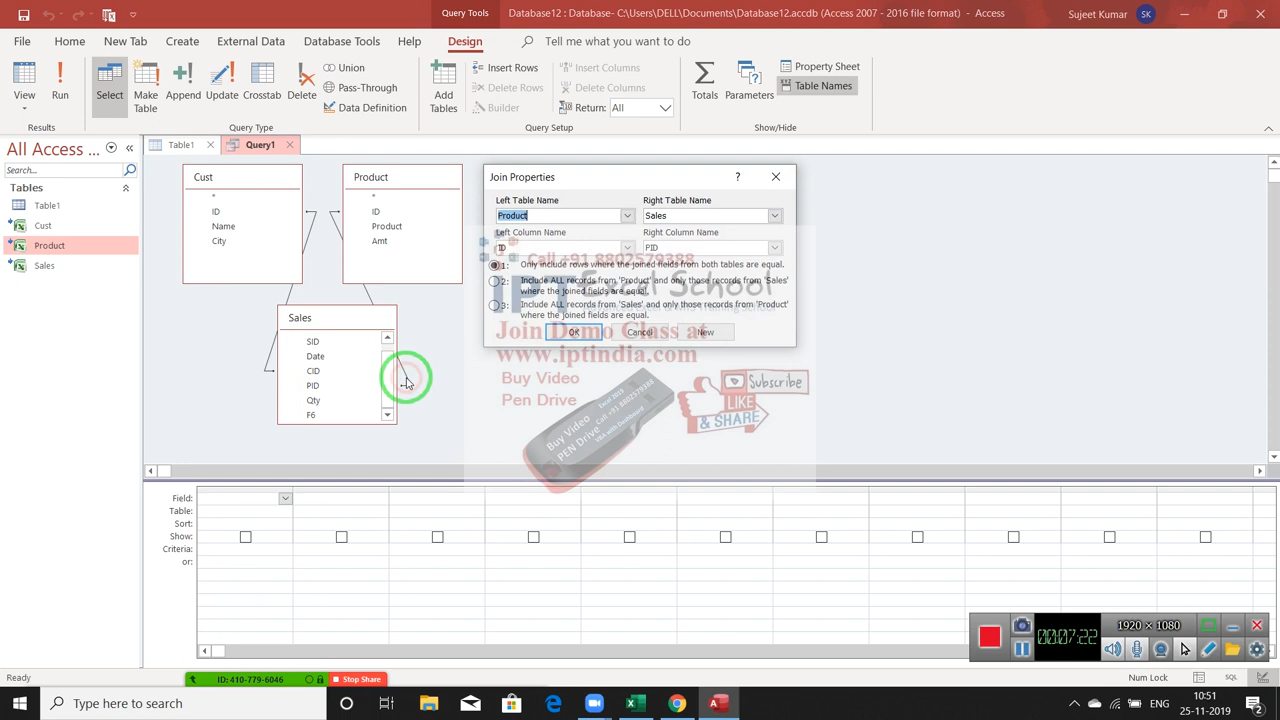 Query Tools
Database12 : Database- C:\Users\DELL\Documents\Database12.accdb (Access 2007 - 2016 file format) - Access
Sujeet Kumar
SK
File
Home
New Tab
Create
External Data
Database Tools
Help
Design
Tell me what you want to do
View
Run
Select
Make
Table
Append
Update
Crosstab
Delete
Union
Pass-Through
Data Definition
Add
Tables
Insert Rows
Delete Rows
Builder
Insert Columns
Delete Columns
Return:
All
Totals
Parameters
Property Sheet
Table Names
Results
Query Type
Query Setup
Show/Hide
All Access ...
Search...
Tables
Table1
Cust
Product
Sales
Table1
Query1
Cust
*
ID
Name
City
Product
*
ID
Product
Amt
Sales
SID
Date
CID
PID
Qty
F6
Join Properties
?
Left Table Name
Right Table Name
Product
Sales
Left Column Name
Right Column Name
ID
PID
1:
Only include rows where the joined fields from both tables are equal.
2:
Include ALL records from 'Product' and only those records from 'Sales'
where the joined fields are equal.
3:
Include ALL records from 'Sales' and only those records from 'Product'
where the joined fields are equal.
OK
Cancel
New
Call +91 8802579388
IPT Excel School
Join Demo Class at
www.iptindia.com
Buy Video
Pen Drive
Buy Video
PEN Drive
Subscribe
LIKE
& SHARE
Field:
Table:
Sort:
Show:
Criteria:
or:
1920 × 1080
00:07:22
Ready
ID: 410-779-6046
Stop Share
Num Lock
SQL
Type here to search
ENG
10:51
25-11-2019
2